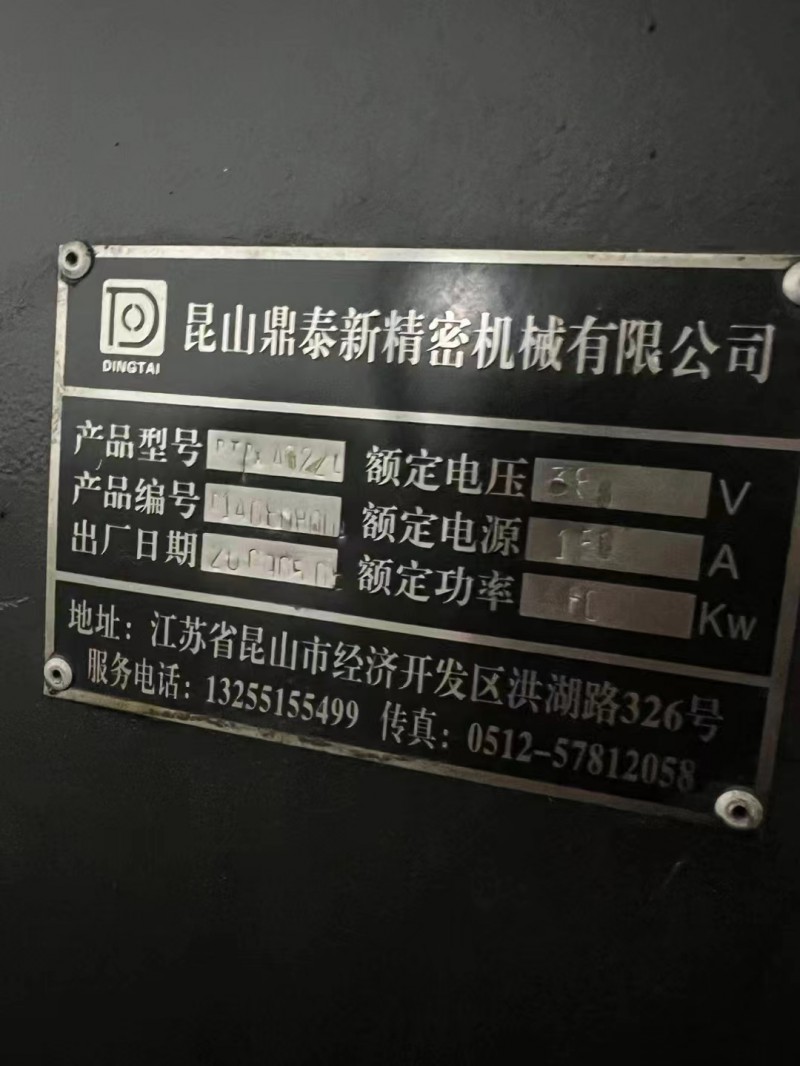 DINGTAI
昆山鼎泰新精密机械有限公司
产品型号 额定电压 V
产品编号 额定电源 A
出厂日期 额定功率 Kw
地址：江苏省昆山市经济开发区洪湖路326号
服务电话：13255155499 传真：0512-57812058